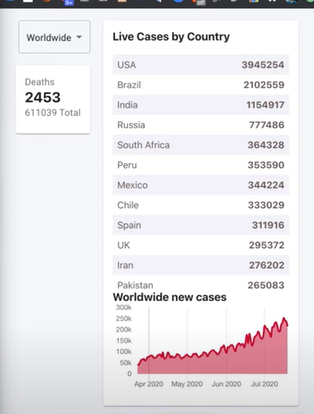 Worldwide
Deaths
2453
611039 Total
Live Cases by Country
USA 3945254
Brazil 2102559
India 1154917
Russia 777486
South Africa 364328
Peru 353590
Mexico 344224
Chile 333029
Spain 311916
UK 295372
Iran 276202
Pakistan 265083
Worldwide new cases
300k
250k
200k
150k
100k
50k
0
Apr 2020 May 2020 Jun 2020 Jul 2020